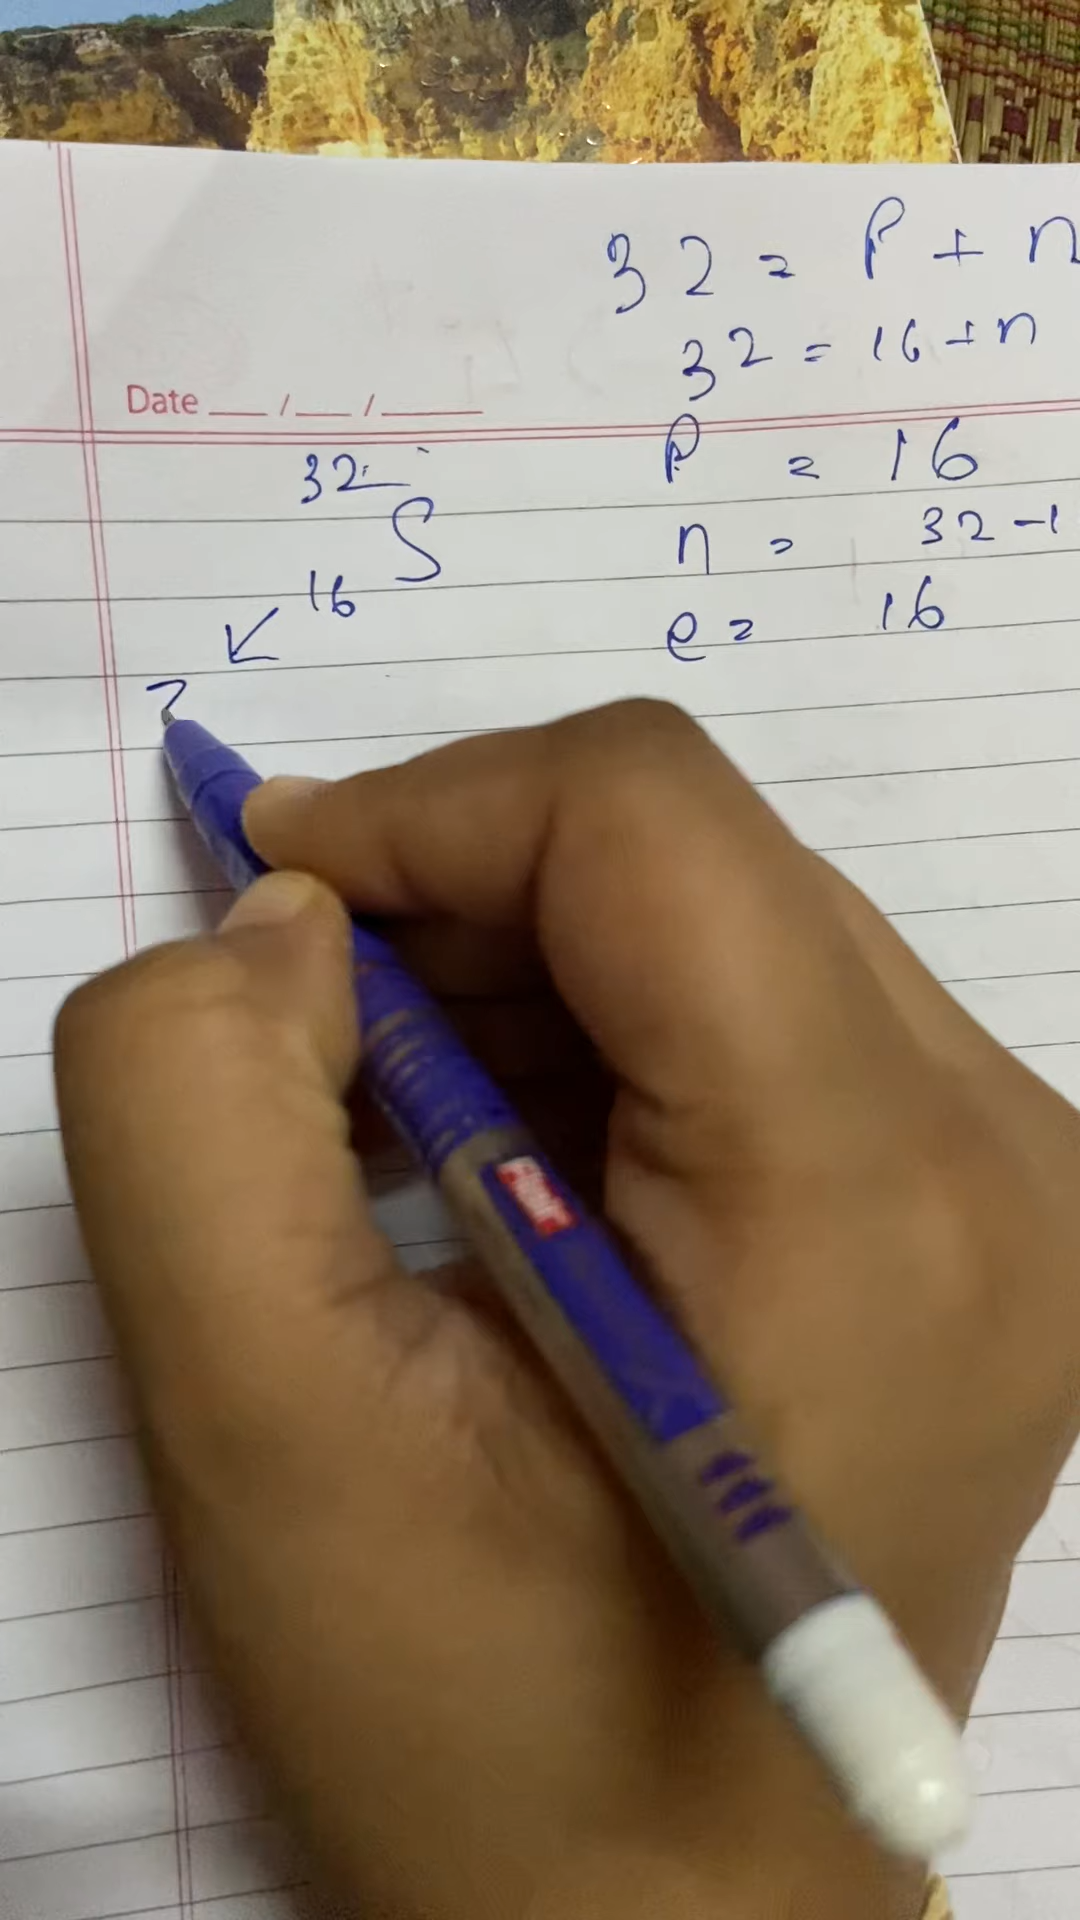 32 = P + n
32 = 16 + n
Date __/__/____
32
S
16
P = 16
n = 32 - 1
e = 16